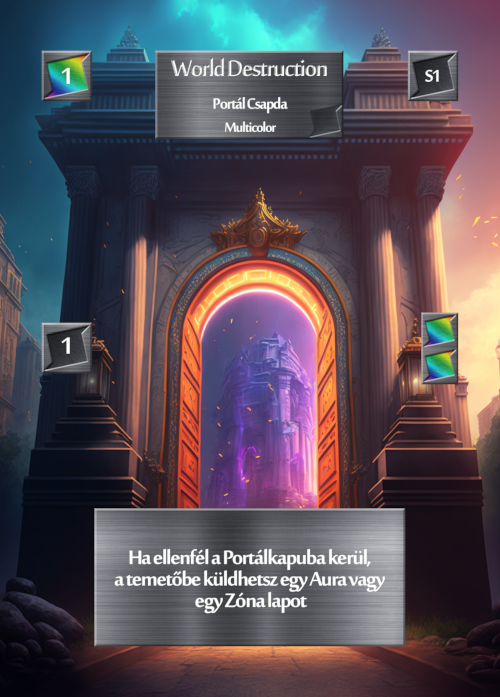 1
World Destruction
S1
Portál Csapda
Multicolor
1
Ha ellenfél a Portálkapuba kerül,
a temetőbe küldhetsz egy Aura vagy
egy Zóna lapot